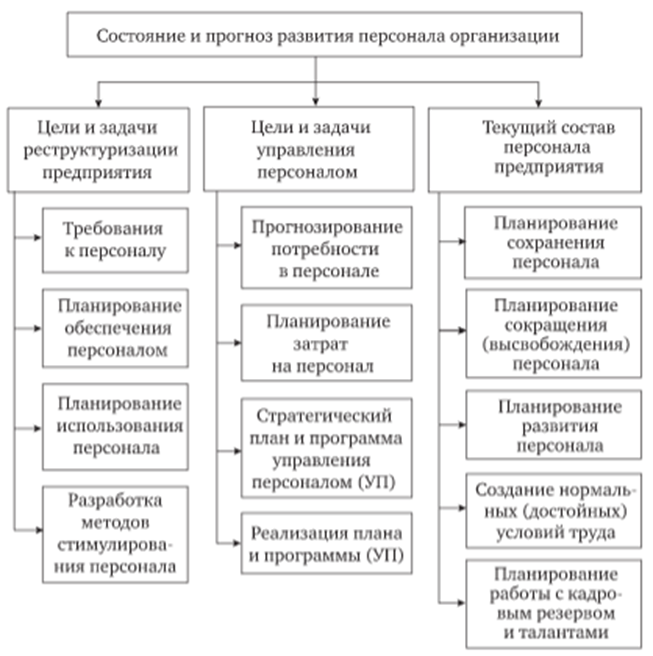 Состояние и прогноз развития персонала организации
Цели и задачи
реструктуризации
предприятия
Требования
к персоналу
Планирование
обеспечения
персоналом
Планирование
использования
персонала
Разработка
методов
стимулирова-
ния персонала
Цели и задачи
управления
персоналом
Прогнозирование
потребности
в персонале
Планирование
затрат
на персонал
Стратегический
план и программа
управления
персоналом (УП)
Реализация плана
и программы (УП)
Текущий состав
персонала
предприятия
Планирование
сохранения
персонала
Планирование
сокращения
(высвобождения)
персонала
Планирование
развития
персонала
Создание нормаль-
ных (достойных)
условий труда
Планирование
работы с кадро-
вым резервом
и талантами